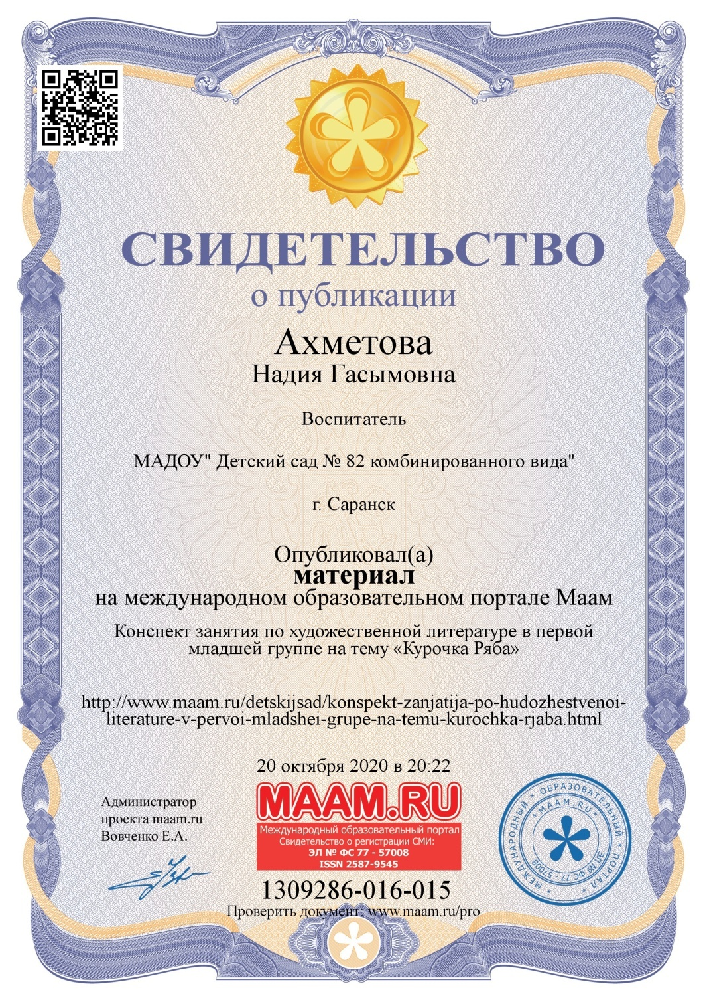 СВИДЕТЕЛЬСТВО
о публикации
Ахметова
Надия Гасымовна
Воспитатель
МАДОУ" Детский сад № 82 комбинированного вида"
г. Саранск
Опубликовал(а)
материал
на международном образовательном портале Маам
Конспект занятия по художественной литературе в первой
младшей группе на тему «Курочка Ряба»
http://www.maam.ru/detskijsad/konspekt-zanjatija-po-hudozhestvenoi-
literature-v-pervoi-mladshei-grupe-na-temu-kurochka-rjaba.html
20 октября 2020 в 20:22
Администратор
проекта maam.ru
Вовченко Е.А.
MAAM.RU
Международный образовательный портал
Свидетельство о регистрации СМИ:
ЭЛ № ФС 77 - 57008
ISSN 2587-9545
1309286-016-015
Проверить документ: www.maam.ru/pro
* МЕЖДУНАРОДНЫЙ * ОБРАЗОВАТЕЛЬНЫЙ * ПОРТАЛ *
* MAAM.RU *
ЭЛ № ФС 77 - 57008